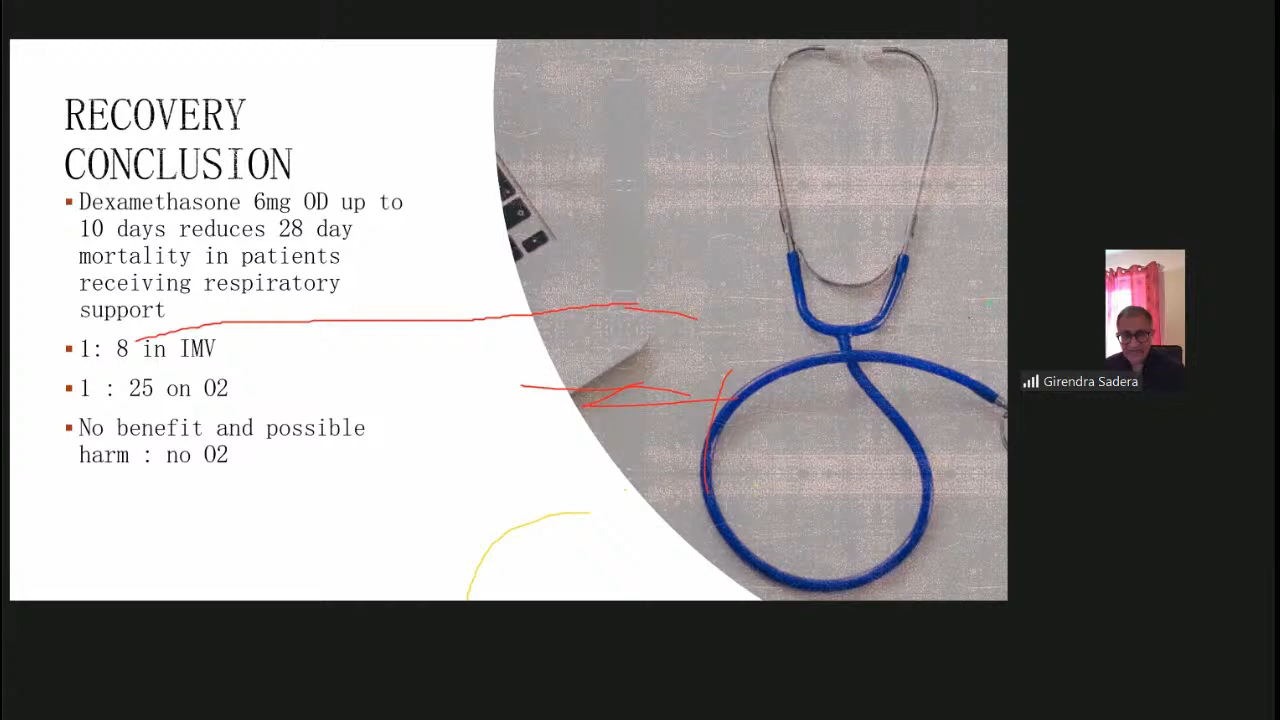 RECOVERY
CONCLUSION
▪ Dexamethasone 6mg OD up to
10 days reduces 28 day
mortality in patients
receiving respiratory
support
▪ 1: 8 in IMV
▪ 1 : 25 on O2
▪ No benefit and possible
harm : no O2
Girendra Sadera